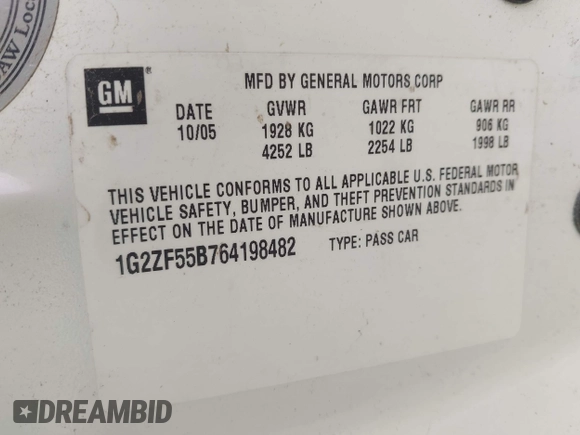 AW Loc
GM
MFD BY GENERAL MOTORS CORP
DATE GVWR GAWR FRT GAWR RR
10/05 1928 KG 1022 KG 906 KG
4252 LB 2254 LB 1998 LB
THIS VEHICLE CONFORMS TO ALL APPLICABLE U.S. FEDERAL MOTOR
VEHICLE SAFETY, BUMPER, AND THEFT PREVENTION STANDARDS IN
EFFECT ON THE DATE OF MANUFACTURE SHOWN ABOVE.
1G2ZF55B764198482 TYPE: PASS CAR
DREAMBID